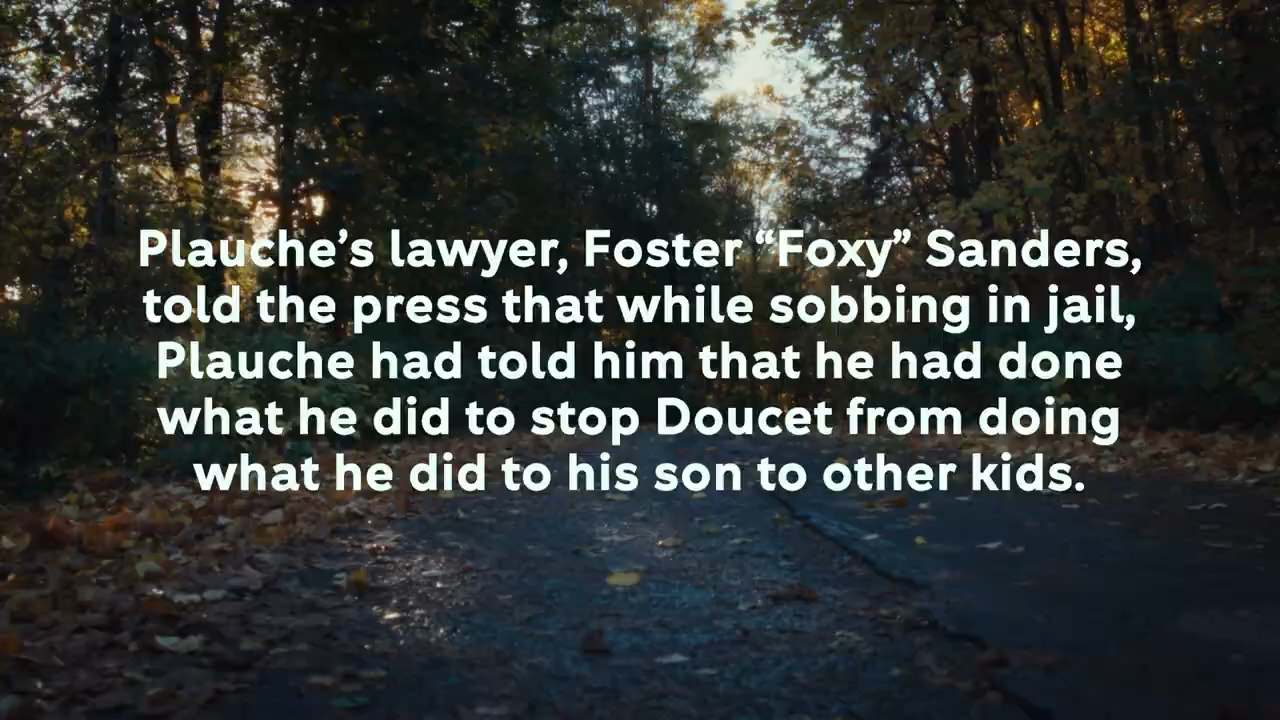 Plauche’s lawyer, Foster “Foxy” Sanders,
told the press that while sobbing in jail,
Plauche had told him that he had done
what he did to stop Doucet from doing
what he did to his son to other kids.